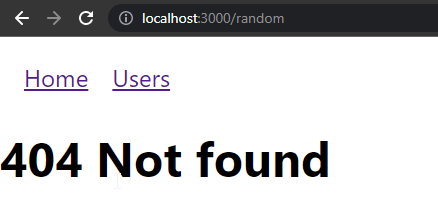 localhost:3000/random
Home Users
404 Not found